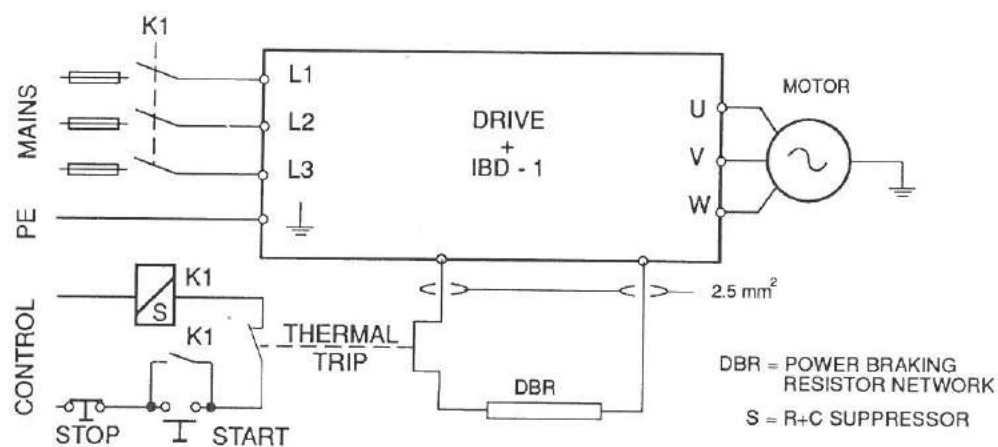 K1
MAINS
L1
L2
L3
DRIVE
+
IBD - 1
U
V
W
MOTOR
PE
CONTROL
K1
S
K1
THERMAL
TRIP
2.5 mm²
DBR
STOP
START
DBR = POWER BRAKING
RESISTOR NETWORK
S = R+C SUPPRESSOR